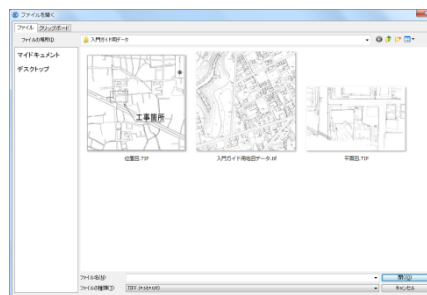 ファイルを開く
ファイル クリップボード
ファイルの場所(I): 入門ガイド用データ
マイドキュメント
デスクトップ
工事箇所
位置図.TIF 入門ガイド用地図データ.tif 平面図.TIF
ファイル名(N): 開く(O)
ファイルの種類(T): キャンセル